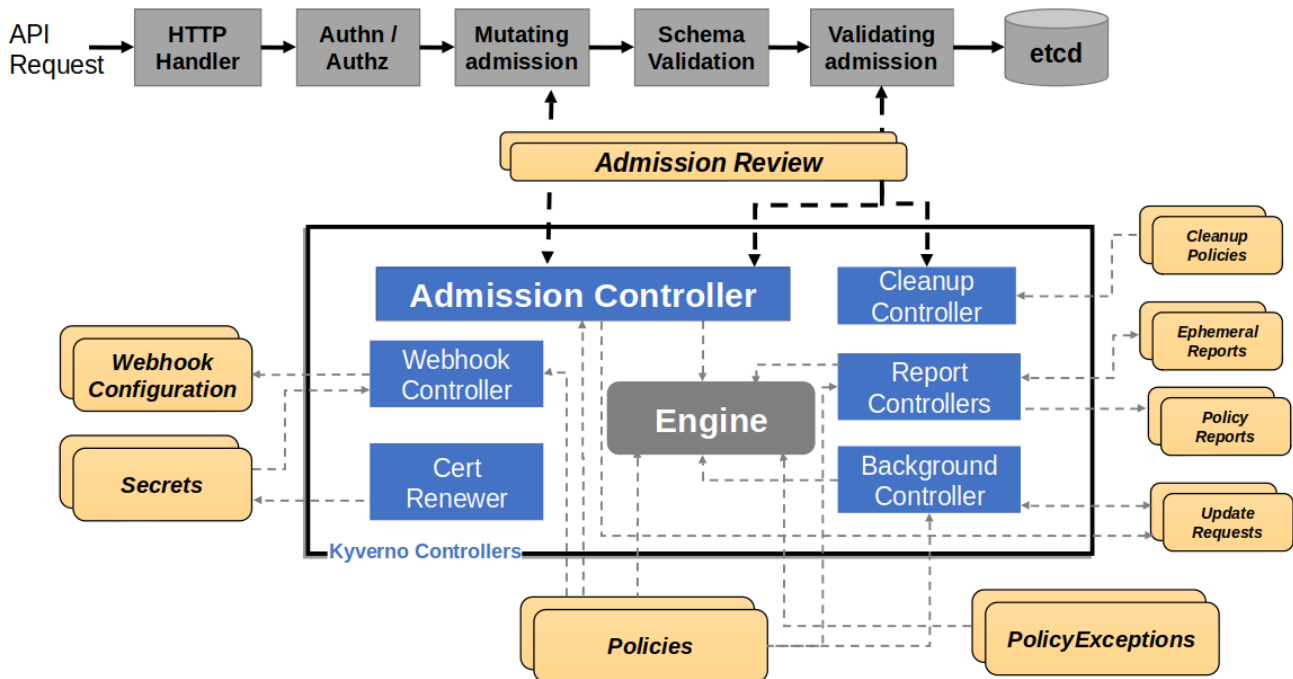 API
Request
HTTP
Handler
Authn /
Authz
Mutating
admission
Schema
Validation
Validating
admission
etcd
Admission Review
Admission Controller
Cleanup
Controller
Cleanup
Policies
Webhook
Configuration
Webhook
Controller
Engine
Report
Controllers
Ephemeral
Reports
Policy
Reports
Secrets
Cert
Renewer
Background
Controller
Update
Requests
Kyverno Controllers
Policies
PolicyExceptions